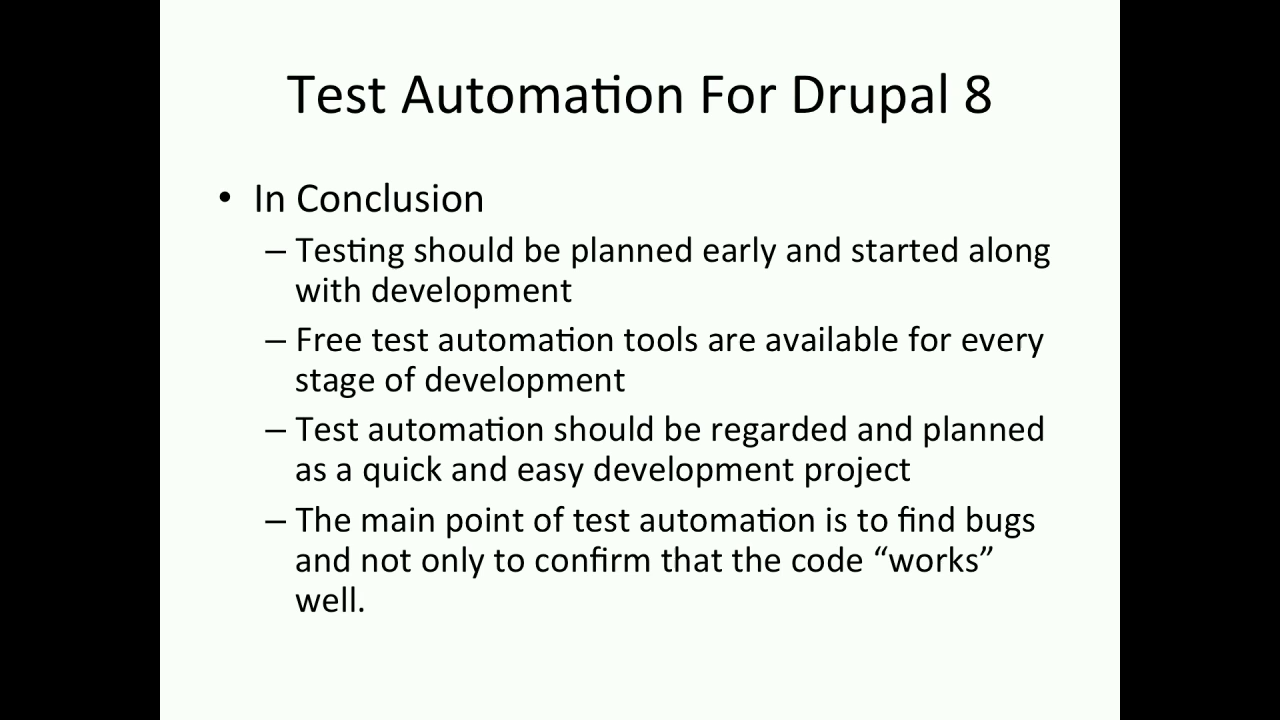 Test Automation For Drupal 8
• In Conclusion
– Testing should be planned early and started along
with development
– Free test automation tools are available for every
stage of development
– Test automation should be regarded and planned
as a quick and easy development project
– The main point of test automation is to find bugs
and not only to confirm that the code “works”
well.